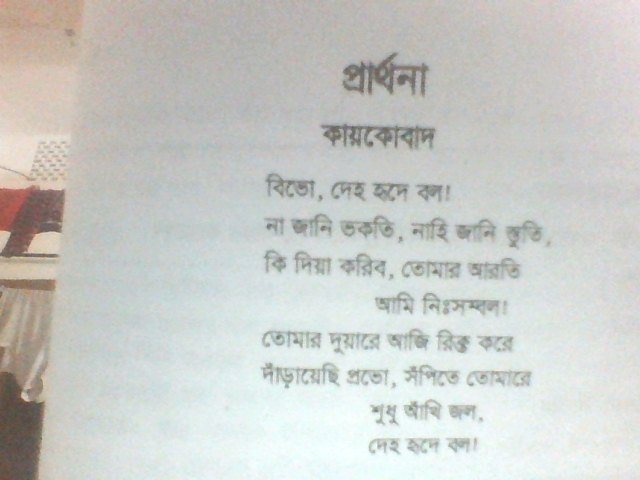 প্রার্থনা
কায়কোবাদ
বিভো, দেহ হৃদে বল!
না জানি ভকতি, নাহি জানি স্তুতি,
কি দিয়া করিব, তোমার আরতি
আমি নিঃসম্বল!
তোমার দুয়ারে আজি রিক্ত করে
দাঁড়ায়েছি প্রভো, সঁপিতে তোমারে
শুধু আঁখি জল,
দেহ হৃদে বল!